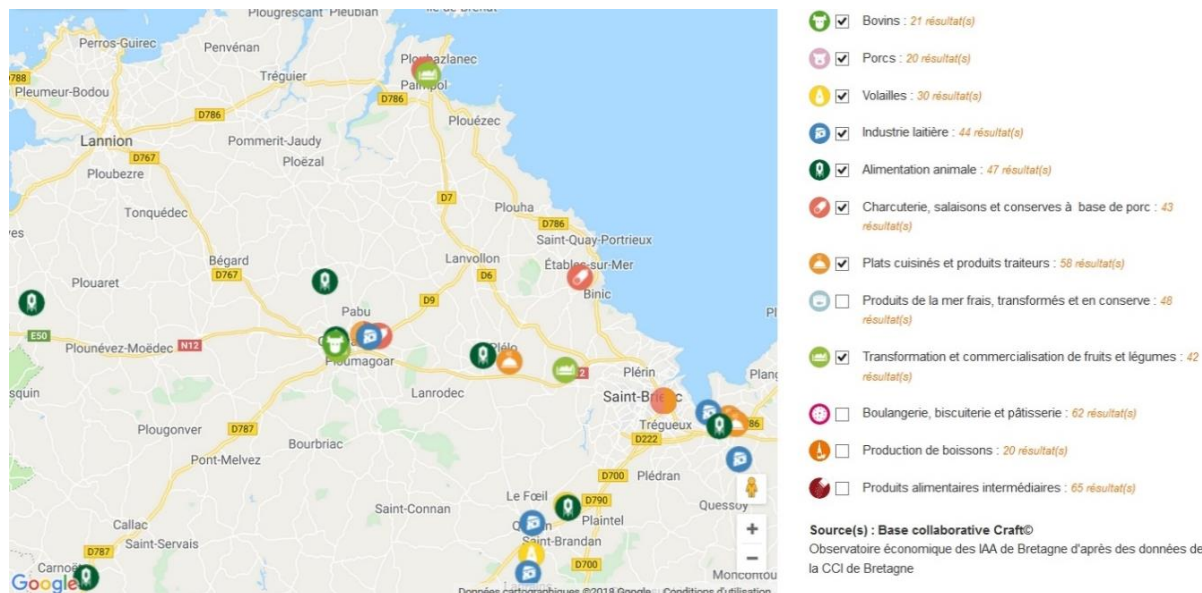 Plougrescant
Pleubian
Perros-Guirec
Penvénan
D788
Ploubazlanec
Tréguier
Paimpol
Pleumeur-Bodou
D786
D786
Plouézec
Lannion
Pommerit-Jaudy
D767
Ploëzal
Ploubezre
D7
Tonquédec
Plouha
D786
Saint-Quay-Portrieux
Bégard
Lanvollon
Étables-sur-Mer
D767
D6
Plouaret
Binic
D9
Pabu
E50
Plounévez-Moëdec
N12
Ploumagoar
Plélo
Plérin
Lanrodec
Saint-Brieuc
Plougonver
D787
Trégueux
Bourbriac
D222
Pont-Melvez
D700
Plédran
Le Fœil
D790
Saint-Connan
Quessoy
Callac
Plaintel
Saint-Servais
Saint-Brandan
D787
D700
Moncontou
Google
Données cartographiques ©2018 Google
Conditions d'utilisation
Bovins : 21 résultat(s)
Porcs : 20 résultat(s)
Volailles : 30 résultat(s)
Industrie laitière : 44 résultat(s)
Alimentation animale : 47 résultat(s)
Charcuterie, salaisons et conserves à base de porc : 43
résultat(s)
Plats cuisinés et produits traiteurs : 58 résultat(s)
Produits de la mer frais, transformés et en conserve : 48
résultat(s)
Transformation et commercialisation de fruits et légumes : 42
résultat(s)
Boulangerie, biscuiterie et pâtisserie : 62 résultat(s)
Production de boissons : 20 résultat(s)
Produits alimentaires intermédiaires : 65 résultat(s)
Source(s) : Base collaborative Craft©
Observatoire économique des IAA de Bretagne d'après des données de
la CCI de Bretagne